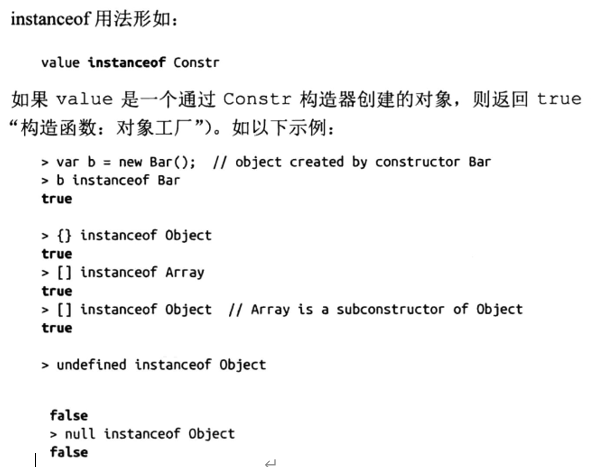 instanceof 用法形如：
value instanceof Constr
如果 value 是一个通过 Constr 构造器创建的对象，则返回 true
“构造函数：对象工厂”）。如以下示例：
> var b = new Bar();  // object created by constructor Bar
> b instanceof Bar
true
> {} instanceof Object
true
> [] instanceof Array
true
> [] instanceof Object  // Array is a subconstructor of Object
true
> undefined instanceof Object
false
> null instanceof Object
false